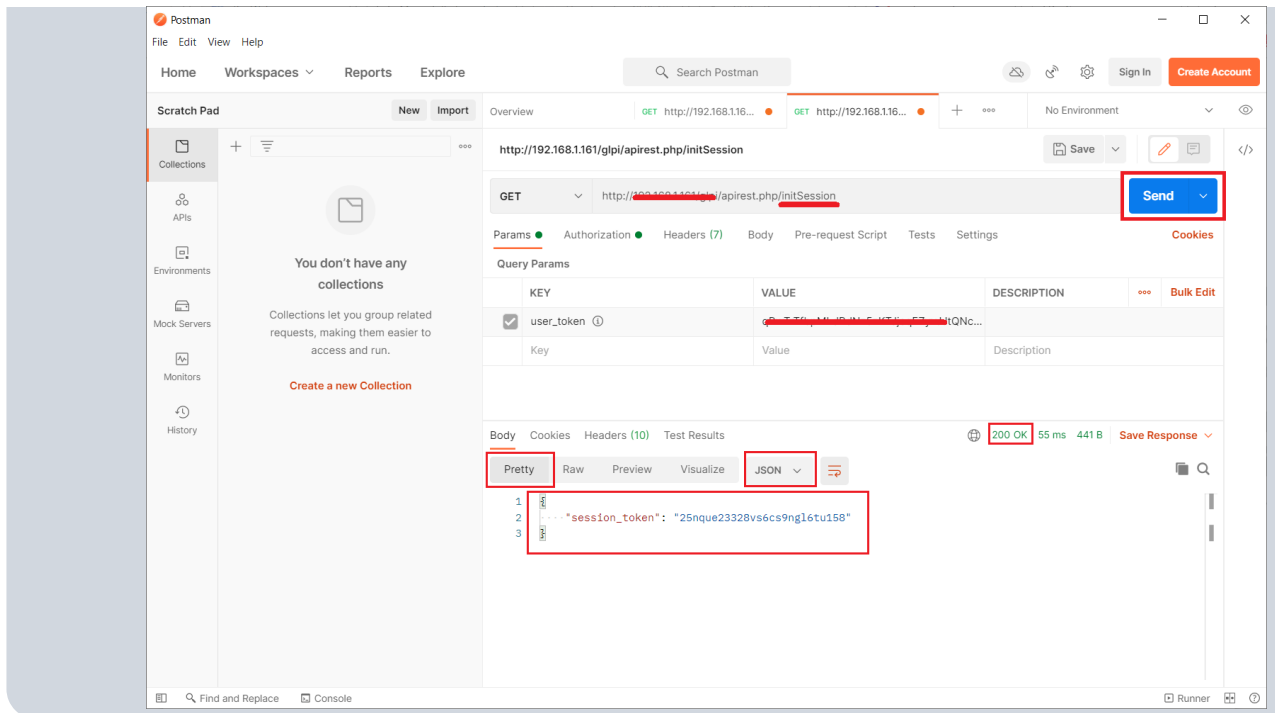 Postman
File Edit View Help
Home Workspaces Reports Explore Search Postman Sign In Create Account
Scratch Pad New Import Overview GET http://192.168.1.16... GET http://192.168.1.16... No Environment
Collections
APIs
Environments
Mock Servers
Monitors
History
You don't have any
collections
Collections let you group related
requests, making them easier to
access and run.
Create a new Collection
http://192.168.1.161/glpi/apirest.php/initSession Save
GET http:// /apirest.php/initSession Send
Params Authorization Headers (7) Body Pre-request Script Tests Settings Cookies
Query Params
KEY VALUE DESCRIPTION Bulk Edit
user_token
Key Value Description
Body Cookies Headers (10) Test Results 200 OK 55 ms 441 B Save Response
Pretty Raw Preview Visualize JSON
1 {
2 "session_token": "25nque23328vs6cs9ngl6tu158"
3 }
Find and Replace Console Runner